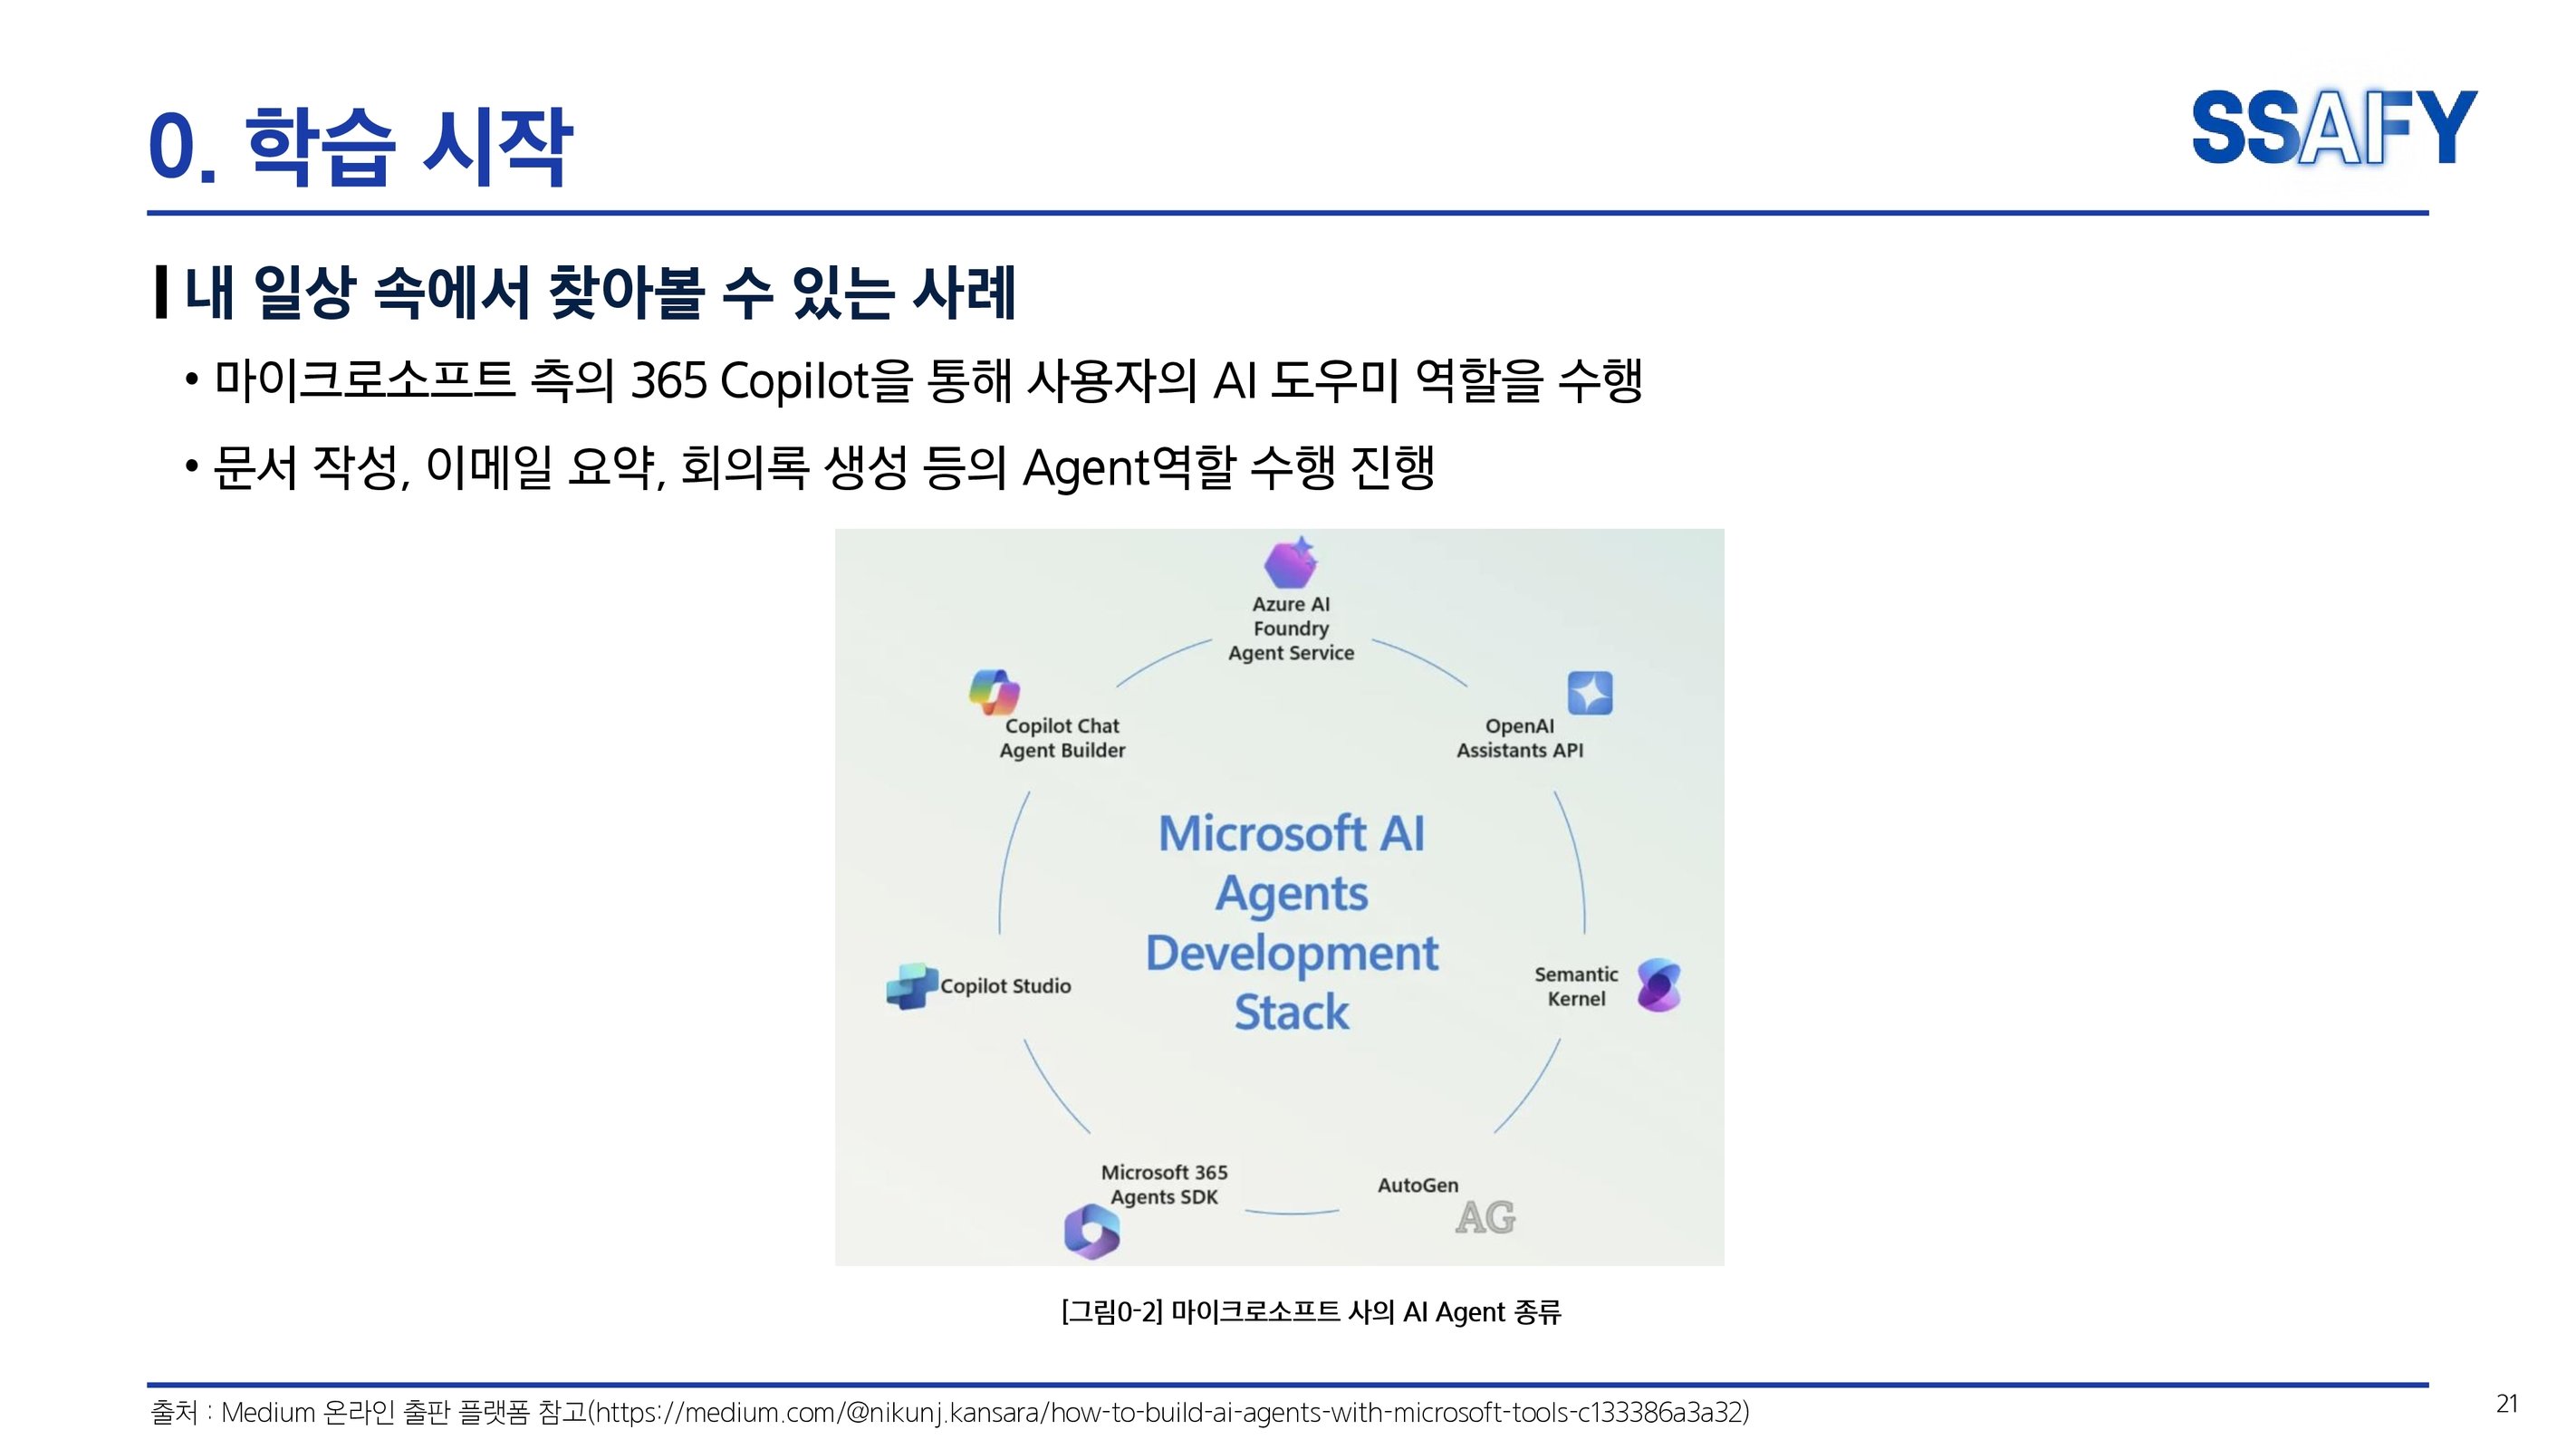 0. 학습 시작
SSAFY
내 일상 속에서 찾아볼 수 있는 사례
• 마이크로소프트 측의 365 Copilot을 통해 사용자의 AI 도우미 역할을 수행
• 문서 작성, 이메일 요약, 회의록 생성 등의 Agent역할 수행 진행
Azure AI
Foundry
Agent Service
Copilot Chat
Agent Builder
OpenAI
Assistants API
Microsoft AI
Agents
Development
Stack
Copilot Studio
Semantic
Kernel
Microsoft 365
Agents SDK
AutoGen
AG
[그림0-2] 마이크로소프트 사의 AI Agent 종류
출처 : Medium 온라인 출판 플랫폼 참고(https://medium.com/@nikunj.kansara/how-to-build-ai-agents-with-microsoft-tools-c133386a3a32)
21